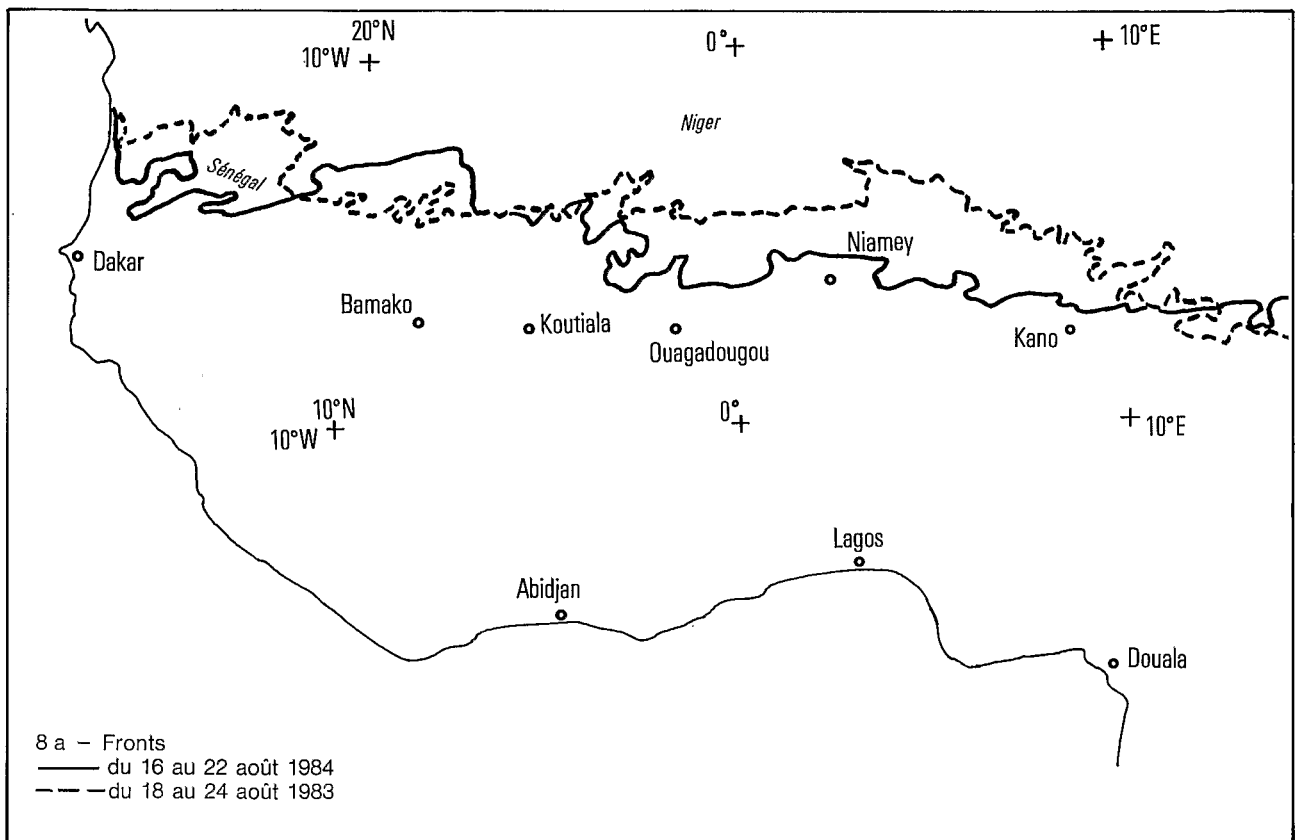 20°N
10°W
0°
10°E
Niger
Sénégal
Dakar
Niamey
Bamako
Koutiala
Ouagadougou
Kano
10°N
10°W
0°
10°E
Lagos
Abidjan
Douala
8 a – Fronts
du 16 au 22 août 1984
du 18 au 24 août 1983